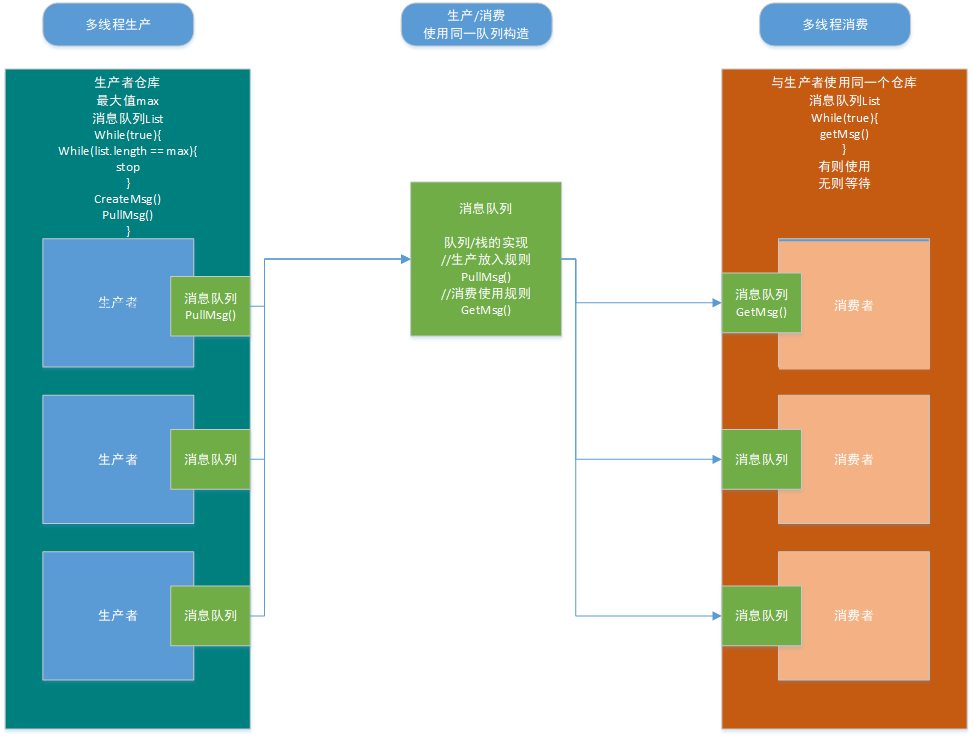 多线程生产
生产/消费
使用同一队列构造
多线程消费
生产者仓库
最大值max
消息队列List
While(true){
While(list.length == max){
stop
}
CreateMsg()
PullMsg()
}
生产者
消息队列
PullMsg()
生产者
消息队列
生产者
消息队列
消息队列
队列/栈的实现
//生产放入规则
PullMsg()
//消费使用规则
GetMsg()
与生产者使用同一个仓库
消息队列List
While(true){
getMsg()
}
有则使用
无则等待
消息队列
GetMsg()
消费者
消息队列
消费者
消息队列
消费者